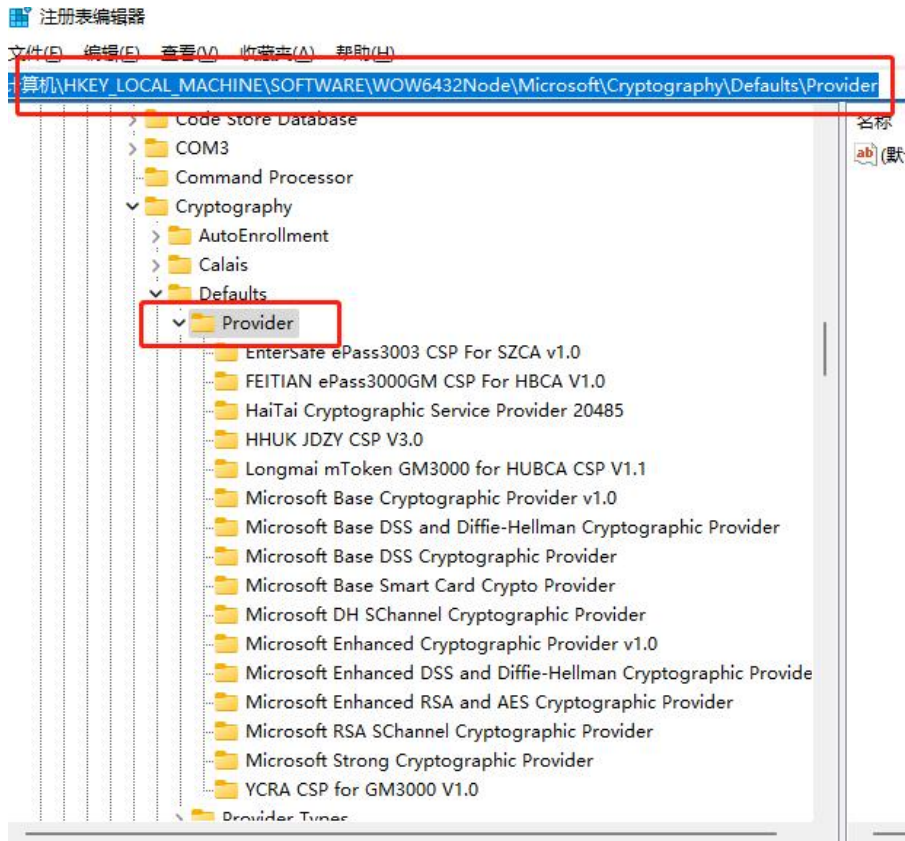 注册表编辑器
文件(F) 编辑(E) 查看(V) 收藏夹(A) 帮助(H)
计算机\HKEY_LOCAL_MACHINE\SOFTWARE\WOW6432Node\Microsoft\Cryptography\Defaults\Provider
Code Store Database
COM3
Command Processor
Cryptography
AutoEnrollment
Calais
Defaults
Provider
EnterSafe ePass3003 CSP For SZCA v1.0
FEITIAN ePass3000GM CSP For HBCA V1.0
HaiTai Cryptographic Service Provider 20485
HHUK JDZY CSP V3.0
Longmai mToken GM3000 for HUBCA CSP V1.1
Microsoft Base Cryptographic Provider v1.0
Microsoft Base DSS and Diffie-Hellman Cryptographic Provider
Microsoft Base DSS Cryptographic Provider
Microsoft Base Smart Card Crypto Provider
Microsoft DH SChannel Cryptographic Provider
Microsoft Enhanced Cryptographic Provider v1.0
Microsoft Enhanced DSS and Diffie-Hellman Cryptographic Provide
Microsoft Enhanced RSA and AES Cryptographic Provider
Microsoft RSA SChannel Cryptographic Provider
Microsoft Strong Cryptographic Provider
YCRA CSP for GM3000 V1.0
Provider Types
名称
ab (默